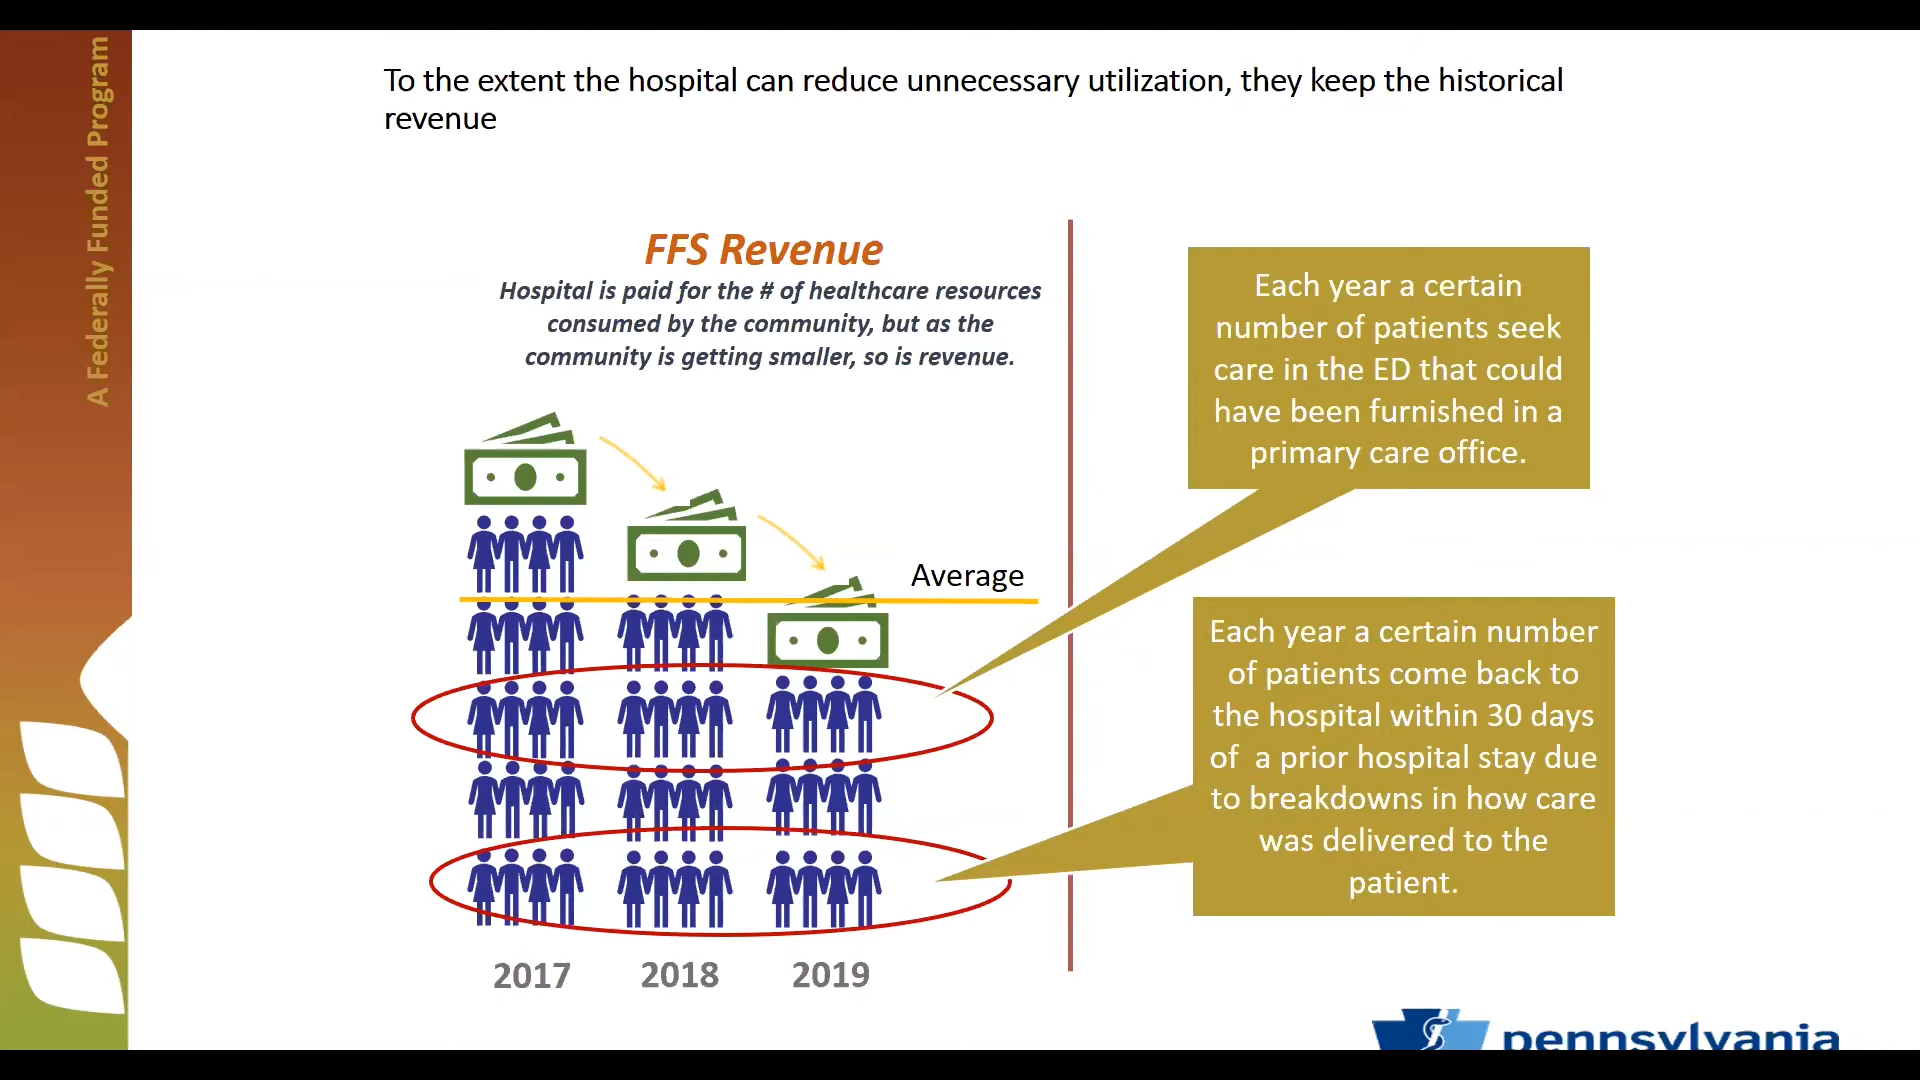 A Federally Funded Program
To the extent the hospital can reduce unnecessary utilization, they keep the historical
revenue
FFS Revenue
Hospital is paid for the # of healthcare resources
consumed by the community, but as the
community is getting smaller, so is revenue.
Average
2017 2018 2019
Each year a certain
number of patients seek
care in the ED that could
have been furnished in a
primary care office.
Each year a certain number
of patients come back to
the hospital within 30 days
of a prior hospital stay due
to breakdowns in how care
was delivered to the
patient.
pennsylvania